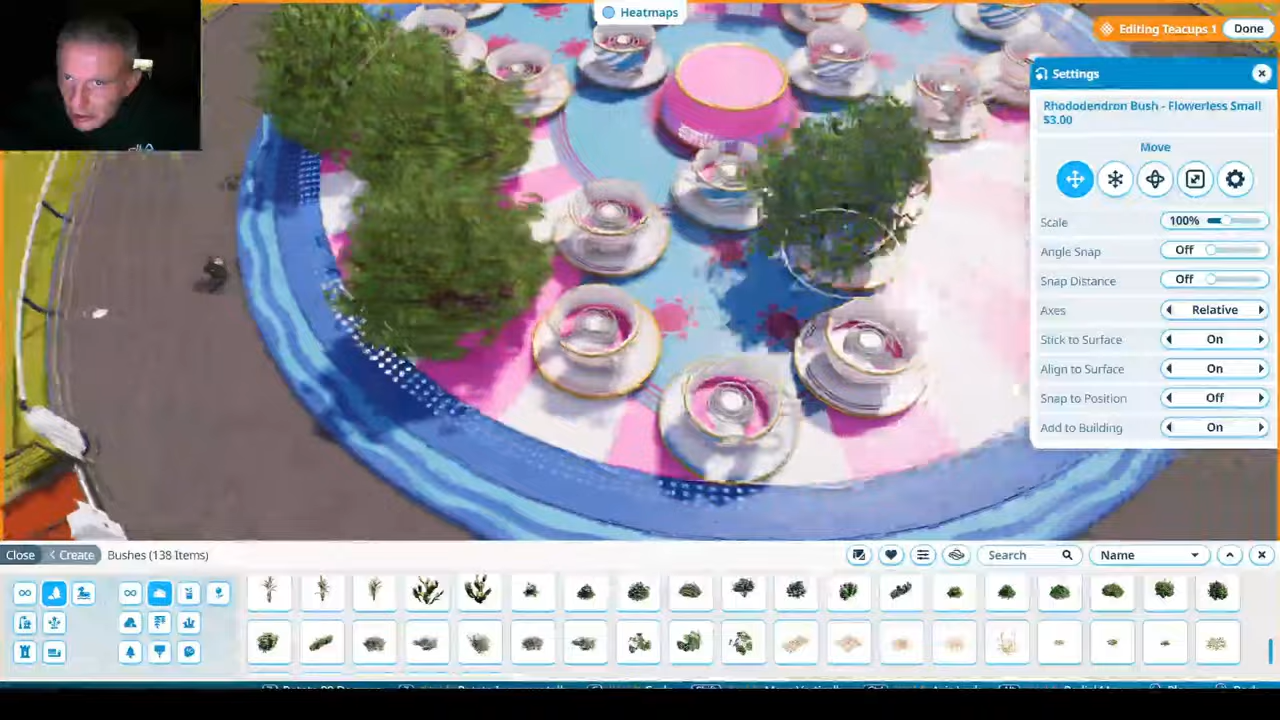 Heatmaps
Editing Teacups 1
Done
Settings
Rhododendron Bush - Flowerless Small
$3.00
Move
Scale
100%
Angle Snap
Off
Snap Distance
Off
Axes
Relative
Stick to Surface
On
Align to Surface
On
Snap to Position
Off
Add to Building
On
Close
Create
Bushes (138 Items)
Search
Name